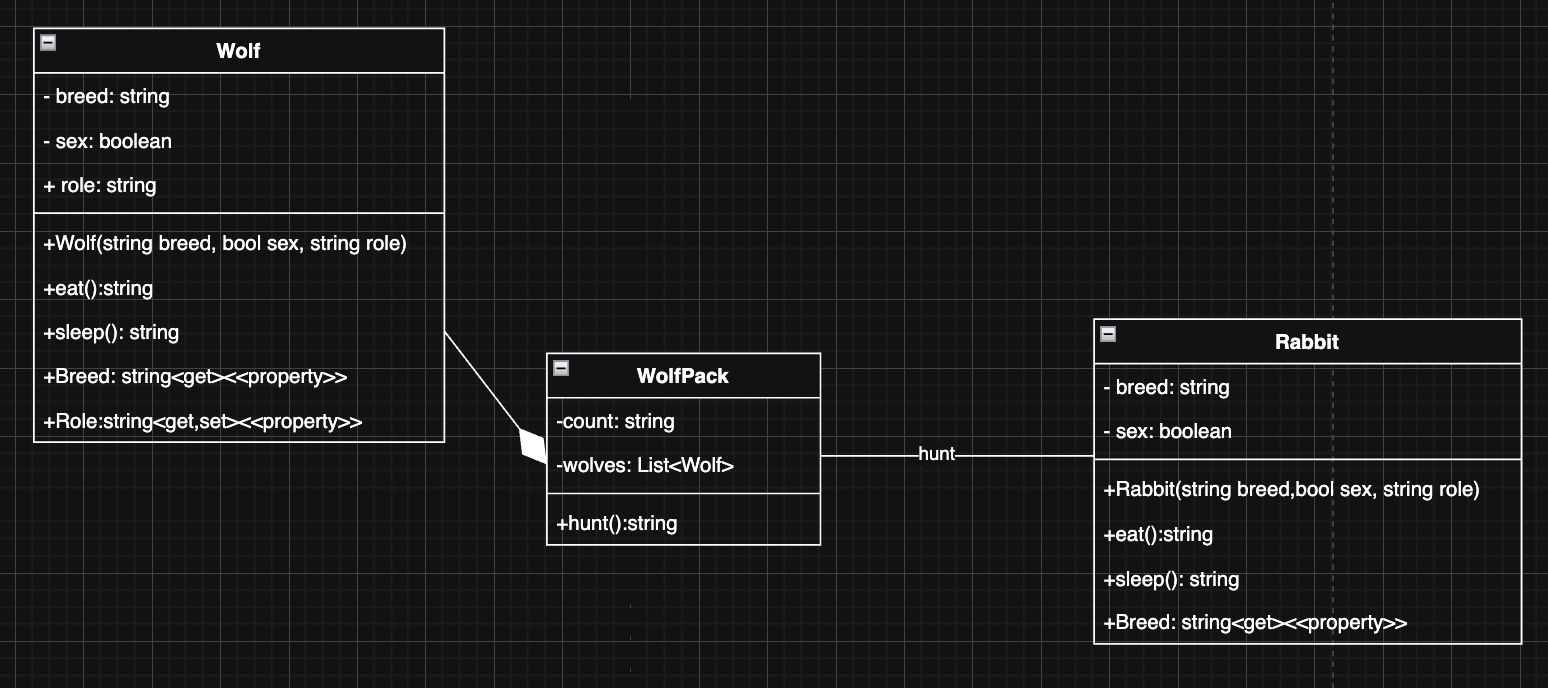 Wolf
- breed: string
- sex: boolean
+ role: string
+Wolf(string breed, bool sex, string role)
+eat():string
+sleep(): string
+Breed: string<get><<property>>
+Role:string<get,set><<property>>
WolfPack
-count: string
-wolves: List<Wolf>
+hunt():string
hunt
Rabbit
- breed: string
- sex: boolean
+Rabbit(string breed,bool sex, string role)
+eat():string
+sleep(): string
+Breed: string<get><<property>>